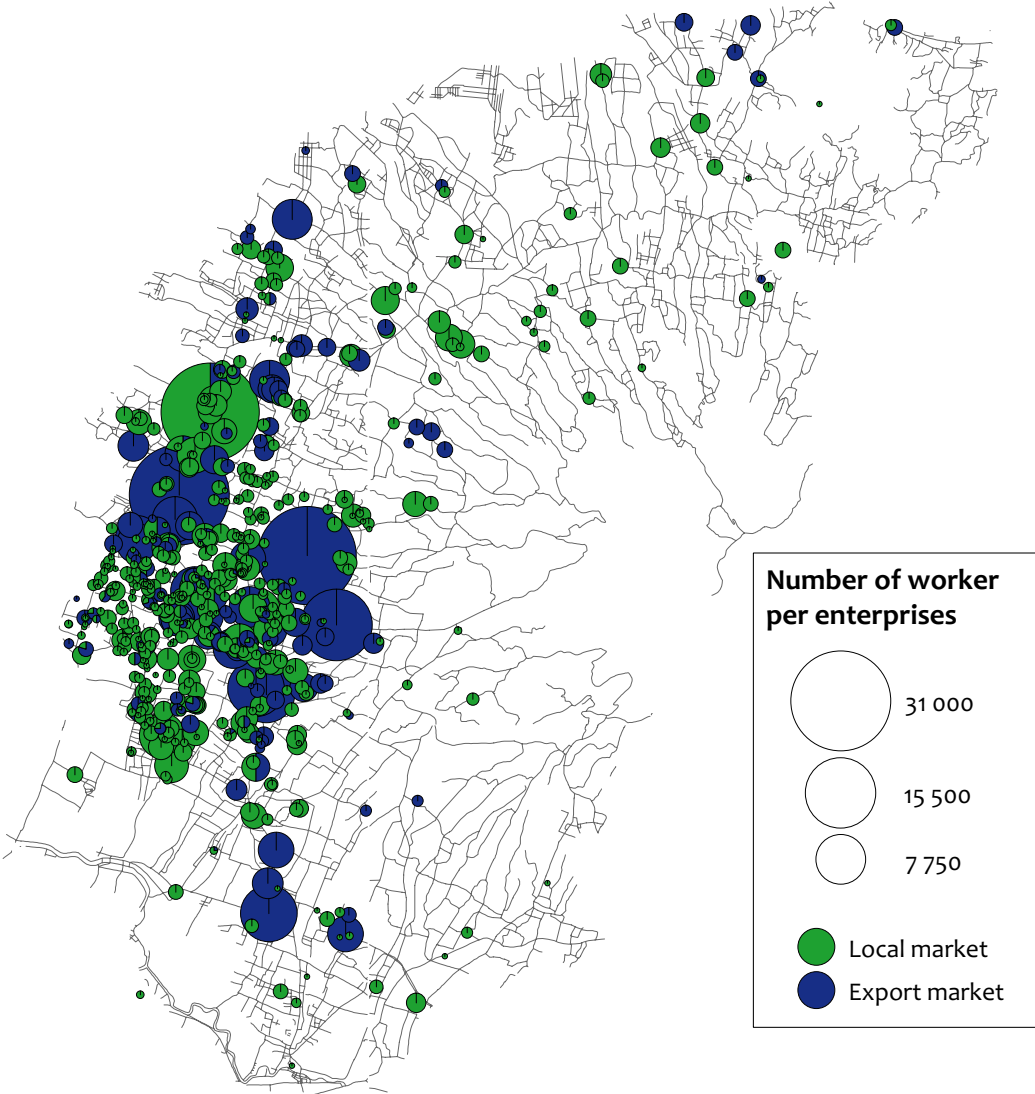 Number of worker
per enterprises
31 000
15 500
7 750
Local market
Export market